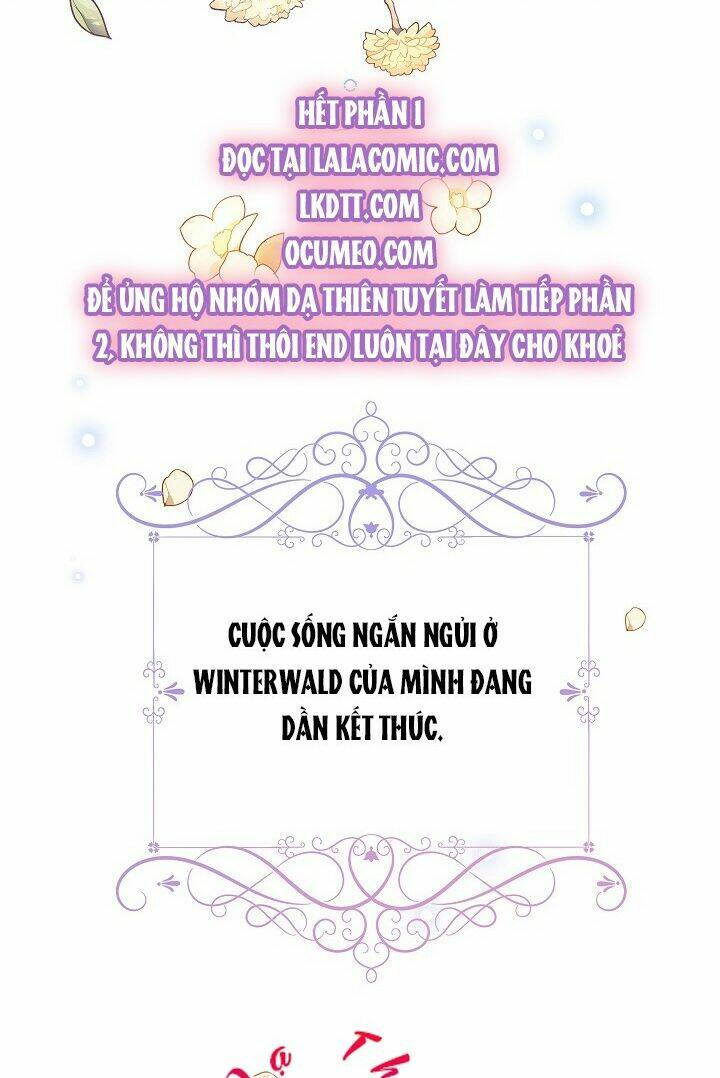 HẾT PHẦN 1
ĐỌC TẠI LALACOMIC.COM
LKDTT.COM
OCUMEO.COM
ĐỂ ỦNG HỘ NHÓM DẠ THIÊN TUYẾT LÀM TIẾP PHẦN
2, KHÔNG THÌ THÔI END LUÔN TẠI ĐÂY CHO KHOẺ
CUỘC SỐNG NGẮN NGỦI Ở
WINTERWALD CỦA MÌNH ĐANG
DẦN KẾT THÚC.